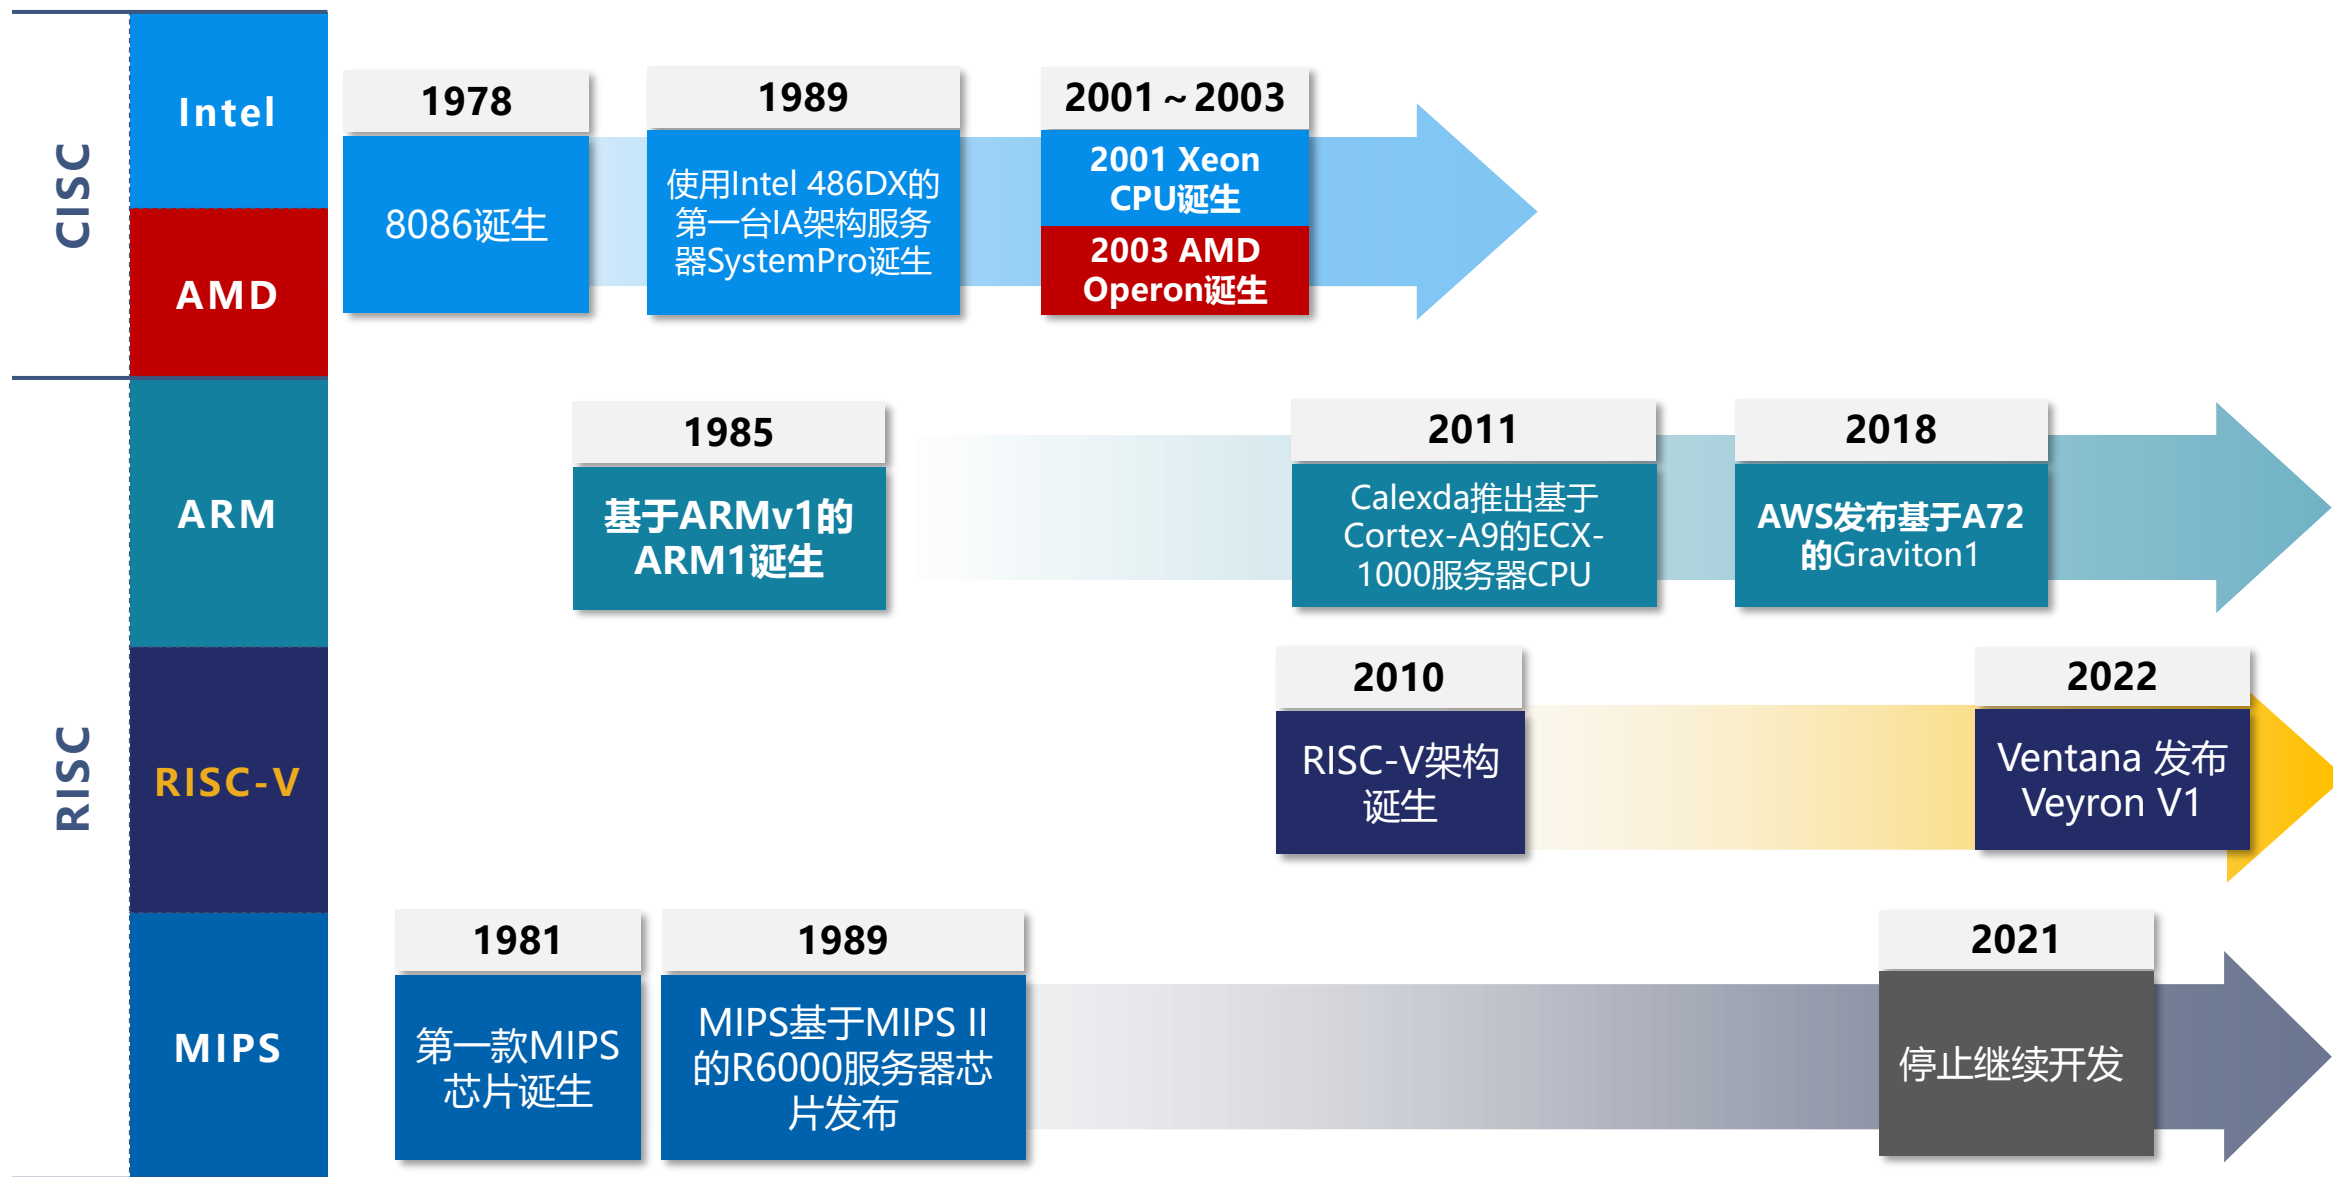 CISC
Intel
AMD
1978
8086诞生
1989
使用Intel 486DX的
第一台IA架构服务
器SystemPro诞生
2001～2003
2001 Xeon
CPU诞生
2003 AMD
Operon诞生
RISC
ARM
1985
基于ARMv1的
ARM1诞生
2011
Calexda推出基于
Cortex-A9的ECX-
1000服务器CPU
2018
AWS发布基于A72
的Graviton1
RISC-V
2010
RISC-V架构
诞生
2022
Ventana 发布
Veyron V1
MIPS
1981
第一款MIPS
芯片诞生
1989
MIPS基于MIPS II
的R6000服务器芯
片发布
2021
停止继续开发